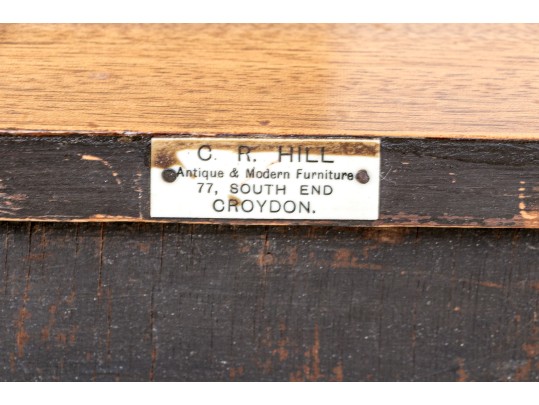 C. R. HILL
Antique & Modern Furniture
77, SOUTH END
CROYDON.